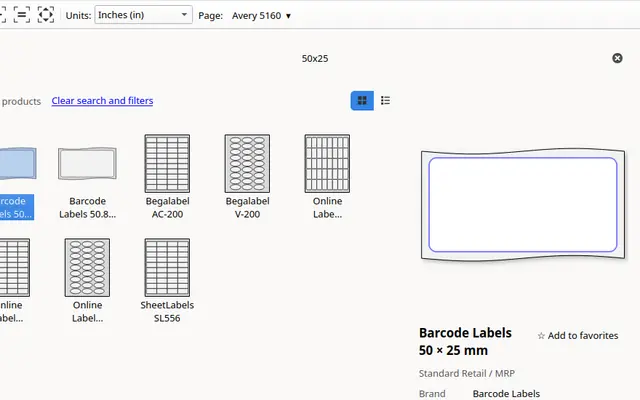 Units: Inches (in) Page: Avery 5160
50x25
products Clear search and filters
Barcode Labels 50.8...
Begalabel AC-200
Begalabel V-200
Online Labe...
Online Label...
SheetLabels SL556
Barcode Labels
50 × 25 mm
☆ Add to favorites
Standard Retail / MRP
Brand Barcode Labels